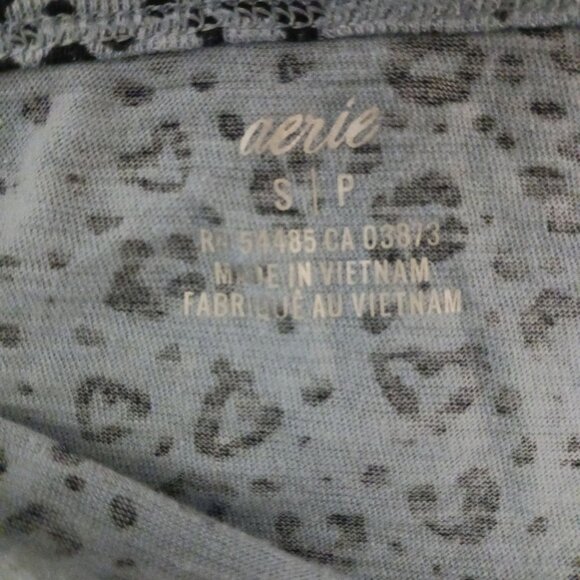 aerie
S | P
RN 54485 CA 03873
MADE IN VIETNAM
FABRIQUÉ AU VIETNAM